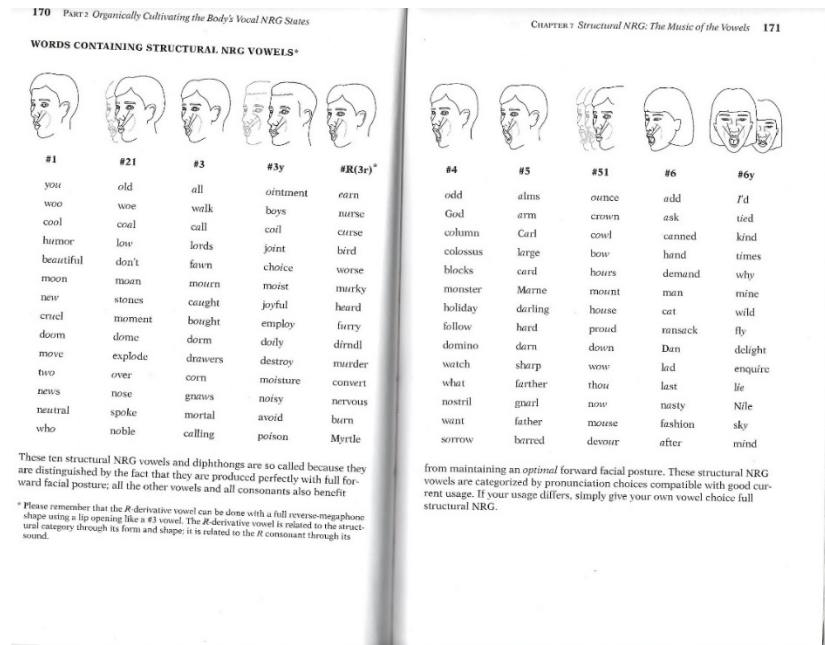 170 PART 2 Organically Cultivating the Body's Vocal NRG States
WORDS CONTAINING STRUCTURAL NRG VOWELS*
#1 #21 #3 #3y #R(3r)*
you old all ointment earn
woo woe walk boys nurse
cool coal call coil curse
humor low lords joint bird
beautiful don't fawn choice worse
moon moan mourn moist murky
new stones caught joyful heard
cruel moment bought employ furry
doom dome dorm doily dirndl
move explode drawers destroy murder
two over corn moisture convert
news nose gnaws noisy nervous
neutral spoke mortal avoid burn
who noble calling poison Myrtle
These ten structural NRG vowels and diphthongs are so called because they
are distinguished by the fact that they are produced perfectly with full for-
ward facial posture; all the other vowels and all consonants also benefit
* Please remember that the R-derivative vowel can be done with a full reverse-megaphone
shape using a lip opening like a #3 vowel. The R-derivative vowel is related to the struct-
ural category through its form and shape; it is related to the R consonant through its
sound.
CHAPTER 7 Structural NRG: The Music of the Vowels 171
#4 #5 #51 #6 #6y
odd alms ounce add I'd
God arm crown ask tied
column Carl cowl canned kind
colossus large bow hand times
blocks card hours demand why
monster Marne mount man mine
holiday darling house cat wild
follow hard proud ransack fly
domino darn down Dan delight
watch sharp wow lad enquire
what farther thou last lie
nostril gnarl now nasty Nile
want father mouse fashion sky
sorrow barred devour after mind
from maintaining an optimal forward facial posture. These structural NRG
vowels are categorized by pronunciation choices compatible with good cur-
rent usage. If your usage differs, simply give your own vowel choice full
structural NRG.